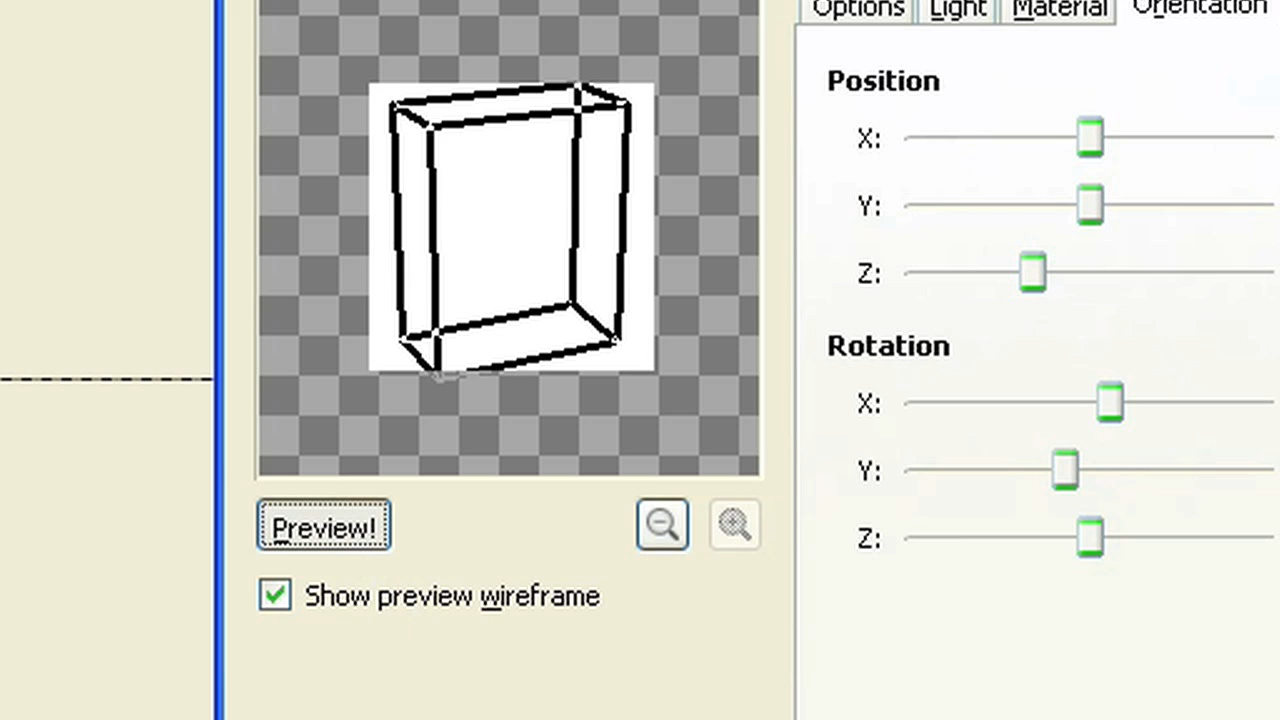 Options Light Material Orientation
Position
X:
Y:
Z:
Rotation
X:
Y:
Z:
Preview!
Show preview wireframe